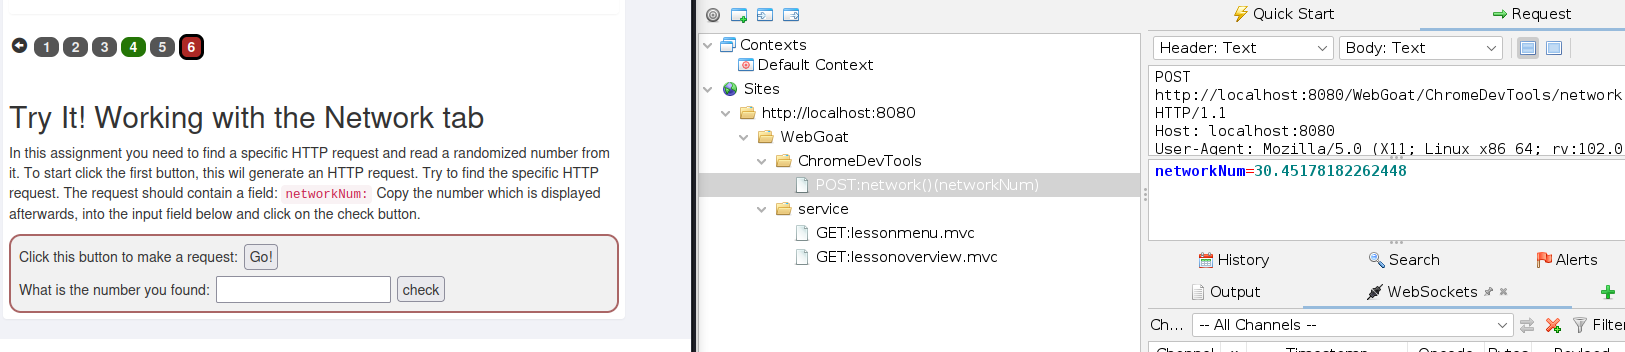 1 2 3 4 5 6
Try It! Working with the Network tab
In this assignment you need to find a specific HTTP request and read a randomized number from
it. To start click the first button, this wil generate an HTTP request. Try to find the specific HTTP
request. The request should contain a field: networkNum: Copy the number which is displayed
afterwards, into the input field below and click on the check button.
Click this button to make a request: Go!
What is the number you found: check
Contexts
Default Context
Sites
http://localhost:8080
WebGoat
ChromeDevTools
POST:network()(networkNum)
service
GET:lessonmenu.mvc
GET:lessonoverview.mvc
Quick Start
Request
Header: Text
Body: Text
POST
http://localhost:8080/WebGoat/ChromeDevTools/network
HTTP/1.1
Host: localhost:8080
User-Agent: Mozilla/5.0 (X11; Linux x86_64; rv:102.0
networkNum=30.45178182262448
History
Search
Alerts
Output
WebSockets
Ch... -- All Channels --
Filter
Channel
Timestamp
Opcode
Bytes
Payload